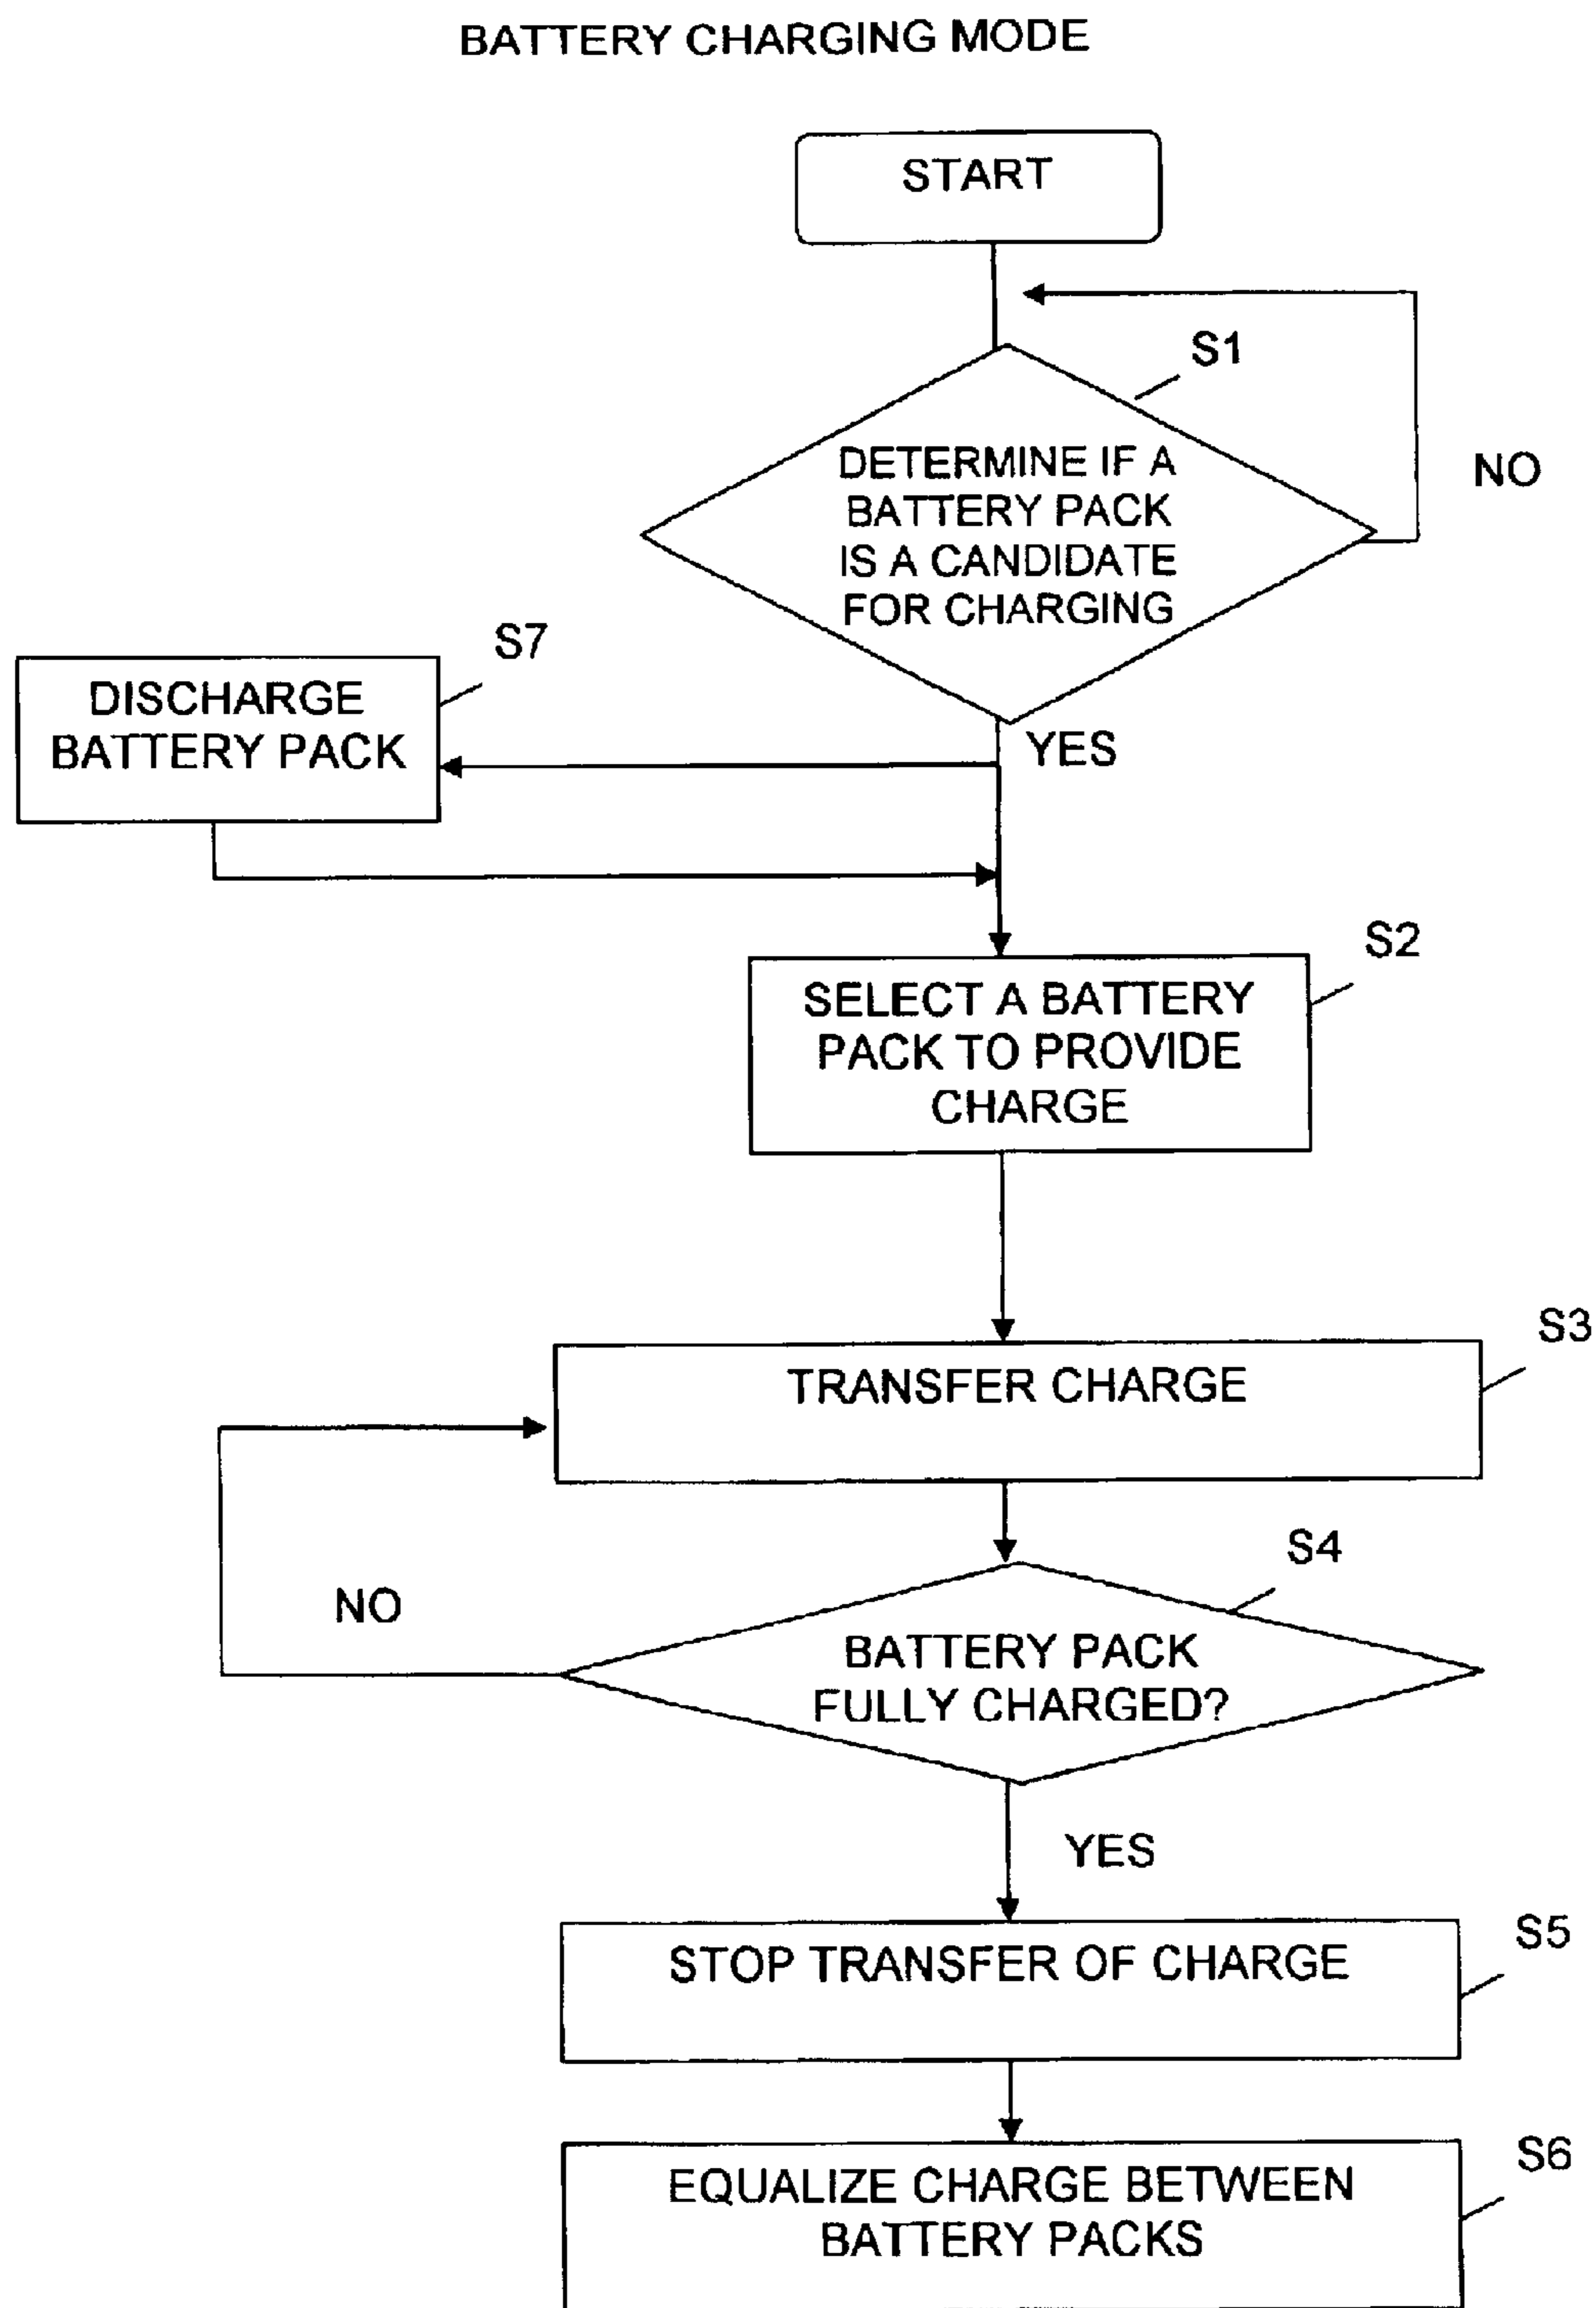 BATTERY CHARGING MODE
START
S1
DETERMINE IF A
BATTERY PACK
IS A CANDIDATE
FOR CHARGING
NO
YES
S7
DISCHARGE
BATTERY PACK
S2
SELECT A BATTERY
PACK TO PROVIDE
CHARGE
S3
TRANSFER CHARGE
S4
BATTERY PACK
FULLY CHARGED?
NO
YES
S5
STOP TRANSFER OF CHARGE
S6
EQUALIZE CHARGE BETWEEN
BATTERY PACKS